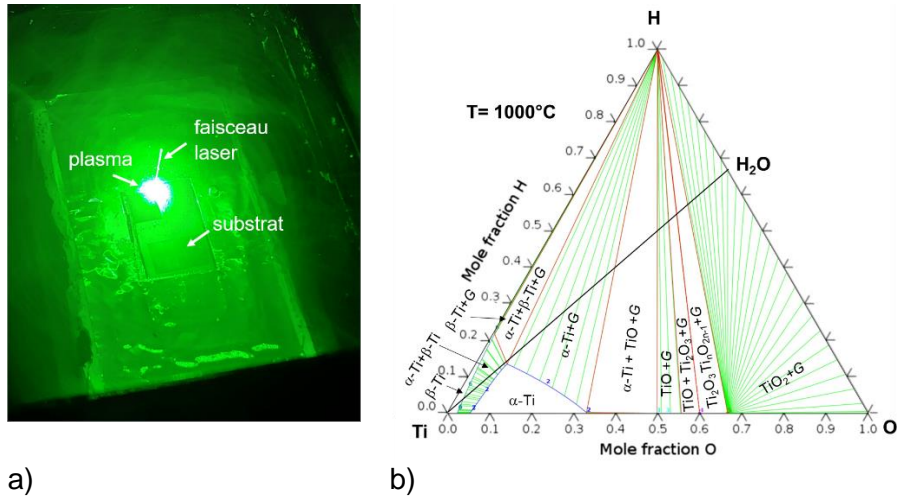 faisceau
laser
plasma
substrat
a)
H
T= 1000°C
H₂O
Mole fraction H
1.0
0.9
0.8
0.7
0.6
0.5
0.4
0.3
0.2
0.1
0.0
β-Ti+G
α-Ti+β-Ti+G
α-Ti+β-Ti
β-Ti
α-Ti
α-Ti+G
α-Ti + TiO+G
TiO+G
TiO + Ti₂O₃+G
Ti₂O₃ TiₙO₂ₙ₋₁+G
TiO₂+G
Ti
0.0 0.1 0.2 0.3 0.4 0.5 0.6 0.7 0.8 0.9 1.0
O
Mole fraction O
b)